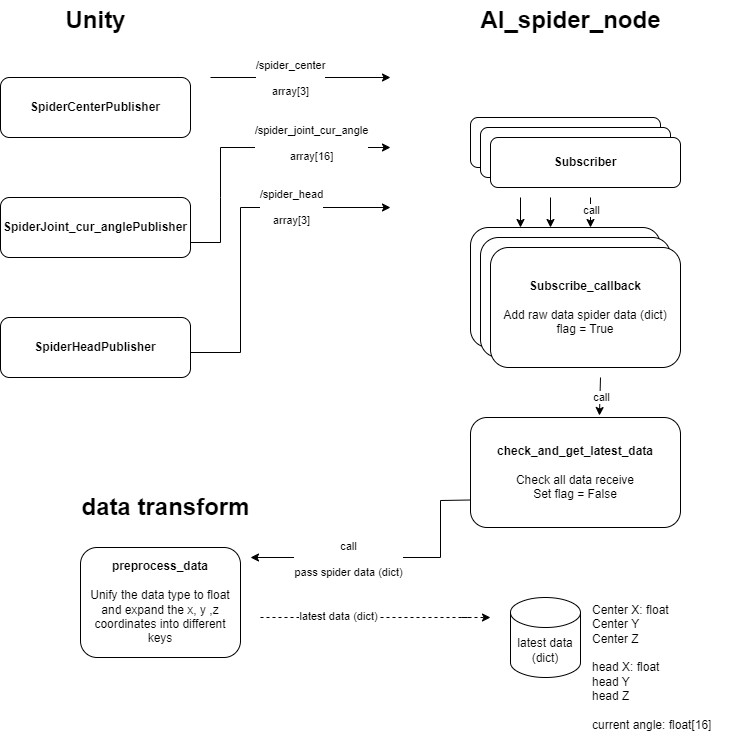 Unity
AI_spider_node
/spider_center
array[3]
SpiderCenterPublisher
/spider_joint_cur_angle
array[16]
Subscriber
/spider_head
array[3]
call
SpiderJoint_cur_anglePublisher
Subscribe_callback
Add raw data spider data (dict)
flag = True
SpiderHeadPublisher
call
check_and_get_latest_data
Check all data receive
Set flag = False
data transform
call
pass spider data (dict)
preprocess_data
Unify the data type to float
and expand the x, y ,z
coordinates into different
keys
latest data (dict)
latest data
(dict)
Center X: float
Center Y
Center Z
head X: float
head Y
head Z
current angle: float[16]